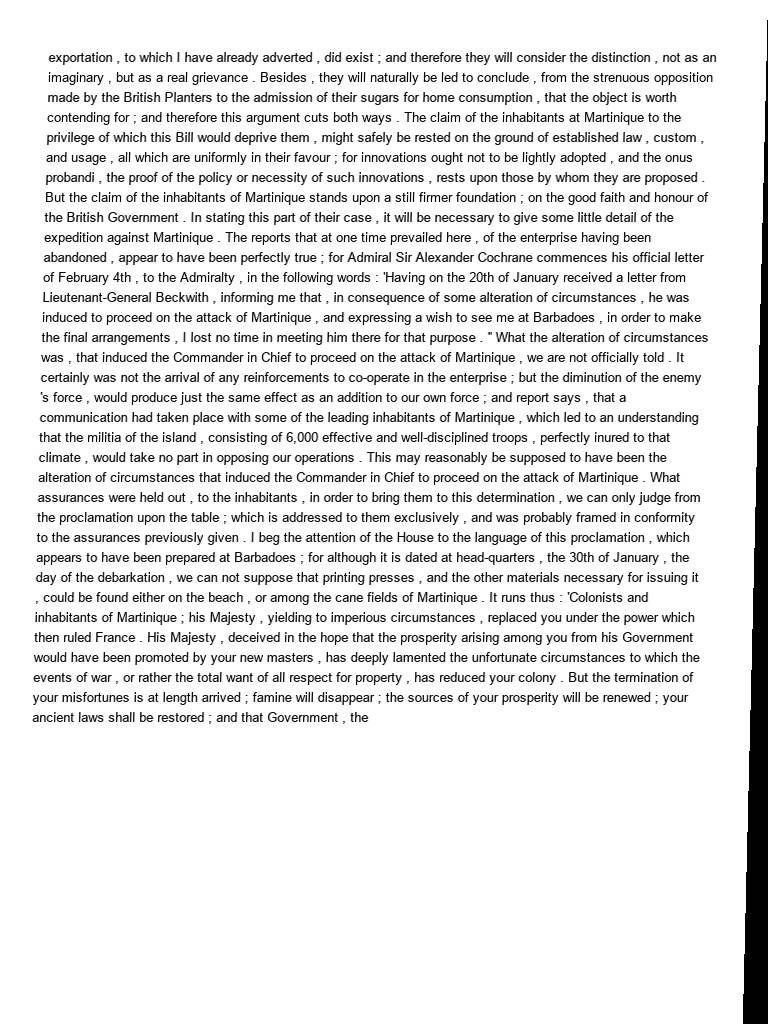 exportation , to which I have already adverted , did exist ; and therefore they will consider the distinction , not as an
imaginary , but as a real grievance . Besides , they will naturally be led to conclude , from the strenuous opposition
made by the British Planters to the admission of their sugars for home consumption , that the object is worth
contending for ; and therefore this argument cuts both ways . The claim of the inhabitants at Martinique to the
privilege of which this Bill would deprive them , might safely be rested on the ground of established law , custom ,
and usage , all which are uniformly in their favour ; for innovations ought not to be lightly adopted , and the onus
probandi , the proof of the policy or necessity of such innovations , rests upon those by whom they are proposed .
But the claim of the inhabitants of Martinique stands upon a still firmer foundation ; on the good faith and honour of
the British Government . In stating this part of their case , it will be necessary to give some little detail of the
expedition against Martinique . The reports that at one time prevailed here , of the enterprise having been
abandoned , appear to have been perfectly true ; for Admiral Sir Alexander Cochrane commences his official letter
of February 4th , to the Admiralty , in the following words : 'Having on the 20th of January received a letter from
Lieutenant-General Beckwith , informing me that , in consequence of some alteration of circumstances , he was
induced to proceed on the attack of Martinique , and expressing a wish to see me at Barbadoes , in order to make
the final arrangements , I lost no time in meeting him there for that purpose . " What the alteration of circumstances
was , that induced the Commander in Chief to proceed on the attack of Martinique , we are not officially told . It
certainly was not the arrival of any reinforcements to co-operate in the enterprise ; but the diminution of the enemy
's force , would produce just the same effect as an addition to our own force ; and report says , that a
communication had taken place with some of the leading inhabitants of Martinique , which led to an understanding
that the militia of the island , consisting of 6,000 effective and well-disciplined troops , perfectly inured to that
climate , would take no part in opposing our operations . This may reasonably be supposed to have been the
alteration of circumstances that induced the Commander in Chief to proceed on the attack of Martinique . What
assurances were held out , to the inhabitants , in order to bring them to this determination , we can only judge from
the proclamation upon the table ; which is addressed to them exclusively , and was probably framed in conformity
to the assurances previously given . I beg the attention of the House to the language of this proclamation , which
appears to have been prepared at Barbadoes ; for although it is dated at head-quarters , the 30th of January , the
day of the debarkation , we can not suppose that printing presses , and the other materials necessary for issuing it
, could be found either on the beach , or among the cane fields of Martinique . It runs thus : 'Colonists and
inhabitants of Martinique ; his Majesty , yielding to imperious circumstances , replaced you under the power which
then ruled France . His Majesty , deceived in the hope that the prosperity arising among you from his Government
would have been promoted by your new masters , has deeply lamented the unfortunate circumstances to which the
events of war , or rather the total want of all respect for property , has reduced your colony . But the termination of
your misfortunes is at length arrived ; famine will disappear ; the sources of your prosperity will be renewed ; your
ancient laws shall be restored ; and that Government , the